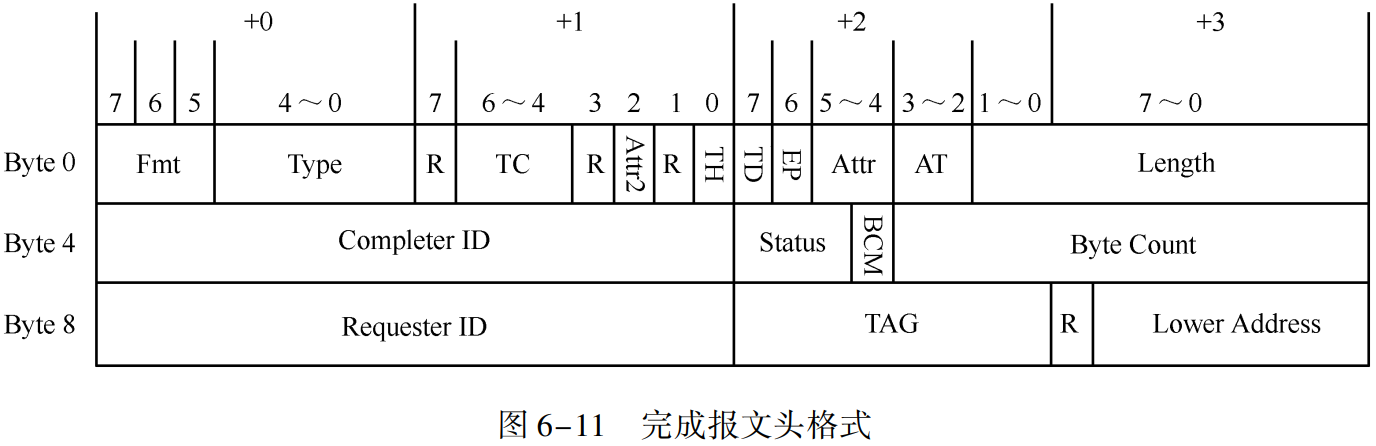 +0 +1 +2 +3
7 6 5 4～0 7 6～4 3 2 1 0 7 6 5～4 3～2 1～0 7～0
Byte 0 Fmt Type R TC R Attr2 R TH TD EP Attr AT Length
Byte 4 Completer ID Status BCM Byte Count
Byte 8 Requester ID TAG R Lower Address
图 6-11 完成报文头格式